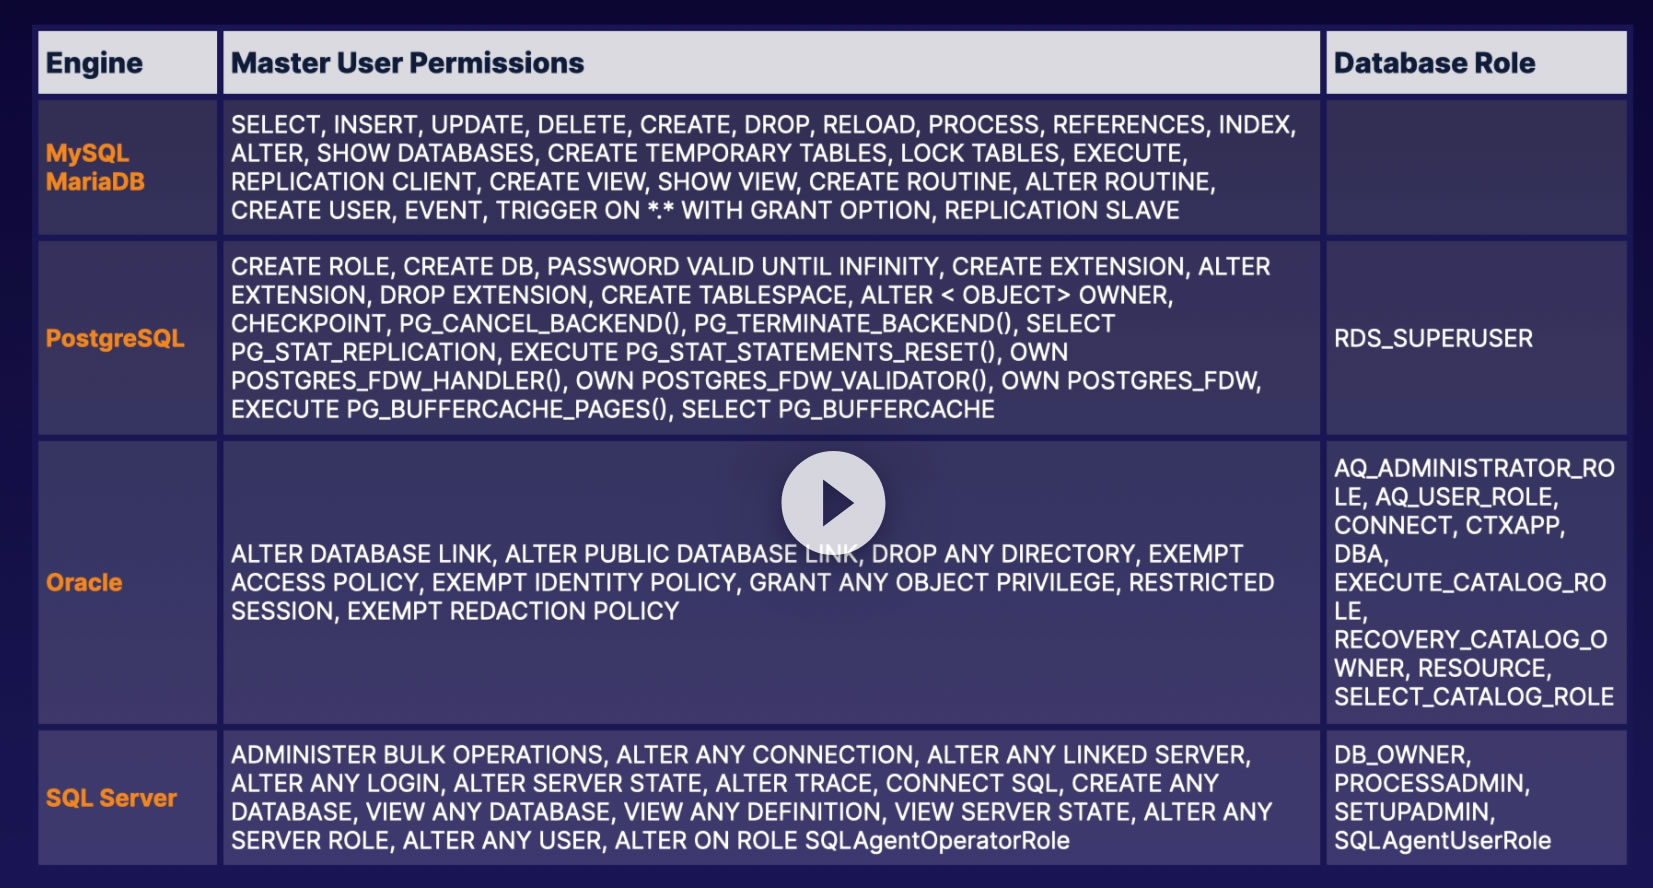 Engine
Master User Permissions
Database Role
MySQL
MariaDB
SELECT, INSERT, UPDATE, DELETE, CREATE, DROP, RELOAD, PROCESS, REFERENCES, INDEX,
ALTER, SHOW DATABASES, CREATE TEMPORARY TABLES, LOCK TABLES, EXECUTE,
REPLICATION CLIENT, CREATE VIEW, SHOW VIEW, CREATE ROUTINE, ALTER ROUTINE,
CREATE USER, EVENT, TRIGGER ON *.* WITH GRANT OPTION, REPLICATION SLAVE
PostgreSQL
CREATE ROLE, CREATE DB, PASSWORD VALID UNTIL INFINITY, CREATE EXTENSION, ALTER
EXTENSION, DROP EXTENSION, CREATE TABLESPACE, ALTER < OBJECT> OWNER,
CHECKPOINT, PG_CANCEL_BACKEND(), PG_TERMINATE_BACKEND(), SELECT
PG_STAT_REPLICATION, EXECUTE PG_STAT_STATEMENTS_RESET(), OWN
POSTGRES_FDW_HANDLER(), OWN POSTGRES_FDW_VALIDATOR(), OWN POSTGRES_FDW,
EXECUTE PG_BUFFERCACHE_PAGES(), SELECT PG_BUFFERCACHE
RDS_SUPERUSER
Oracle
ALTER DATABASE LINK, ALTER PUBLIC DATABASE LINK, DROP ANY DIRECTORY, EXEMPT
ACCESS POLICY, EXEMPT IDENTITY POLICY, GRANT ANY OBJECT PRIVILEGE, RESTRICTED
SESSION, EXEMPT REDACTION POLICY
AQ_ADMINISTRATOR_RO
LE, AQ_USER_ROLE,
CONNECT, CTXAPP,
DBA,
EXECUTE_CATALOG_RO
LE,
RECOVERY_CATALOG_O
WNER, RESOURCE,
SELECT_CATALOG_ROLE
SQL Server
ADMINISTER BULK OPERATIONS, ALTER ANY CONNECTION, ALTER ANY LINKED SERVER,
ALTER ANY LOGIN, ALTER SERVER STATE, ALTER TRACE, CONNECT SQL, CREATE ANY
DATABASE, VIEW ANY DATABASE, VIEW ANY DEFINITION, VIEW SERVER STATE, ALTER ANY
SERVER ROLE, ALTER ANY USER, ALTER ON ROLE SQLAgentOperatorRole
DB_OWNER,
PROCESSADMIN,
SETUPADMIN,
SQLAgentUserRole